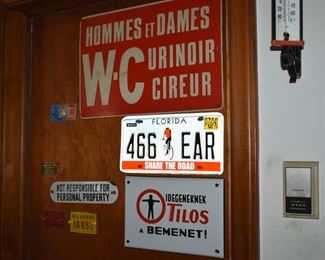 HOMMES ET DAMES
WC URINOIR
CIREUR
FLORIDA
466 EAR
SHARE THE ROAD
NOT RESPONSIBLE FOR
PERSONAL PROPERTY
IDEGENEKNEK
TILOS
A BEMENET!